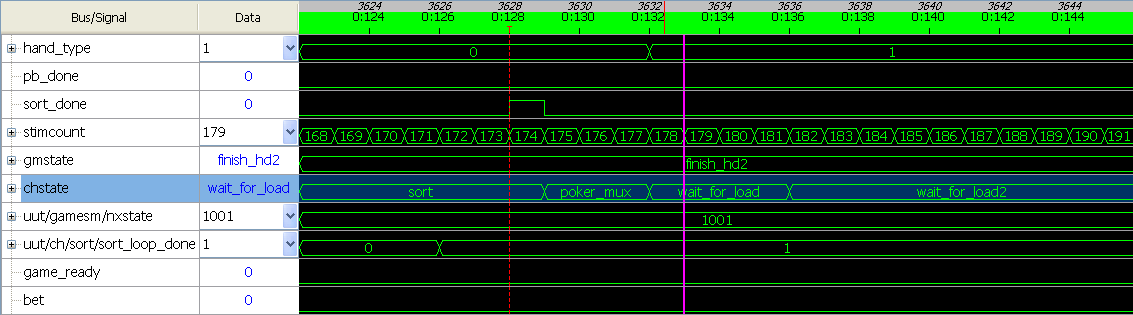 Bus/Signal Data 3624 3626 3628 3630 3632 3634 3636 3638 3640 3642 3644
0:124 0:126 0:128 0:130 0:132 0:134 0:136 0:138 0:140 0:142 0:144
hand_type 1 0 1
pb_done 0
sort_done 0
stimcount 179 168 169 170 171 172 173 174 175 176 177 178 179 180 181 182 183 184 185 186 187 188 189 190 191
gmstate finish_hd2 finish_hd2
chstate wait_for_load sort poker_mux wait_for_load wait_for_load2
uut/gamesm/nxstate 1001 1001
uut/ch/sort/sort_loop_done 1 0 1
game_ready 0
bet 0